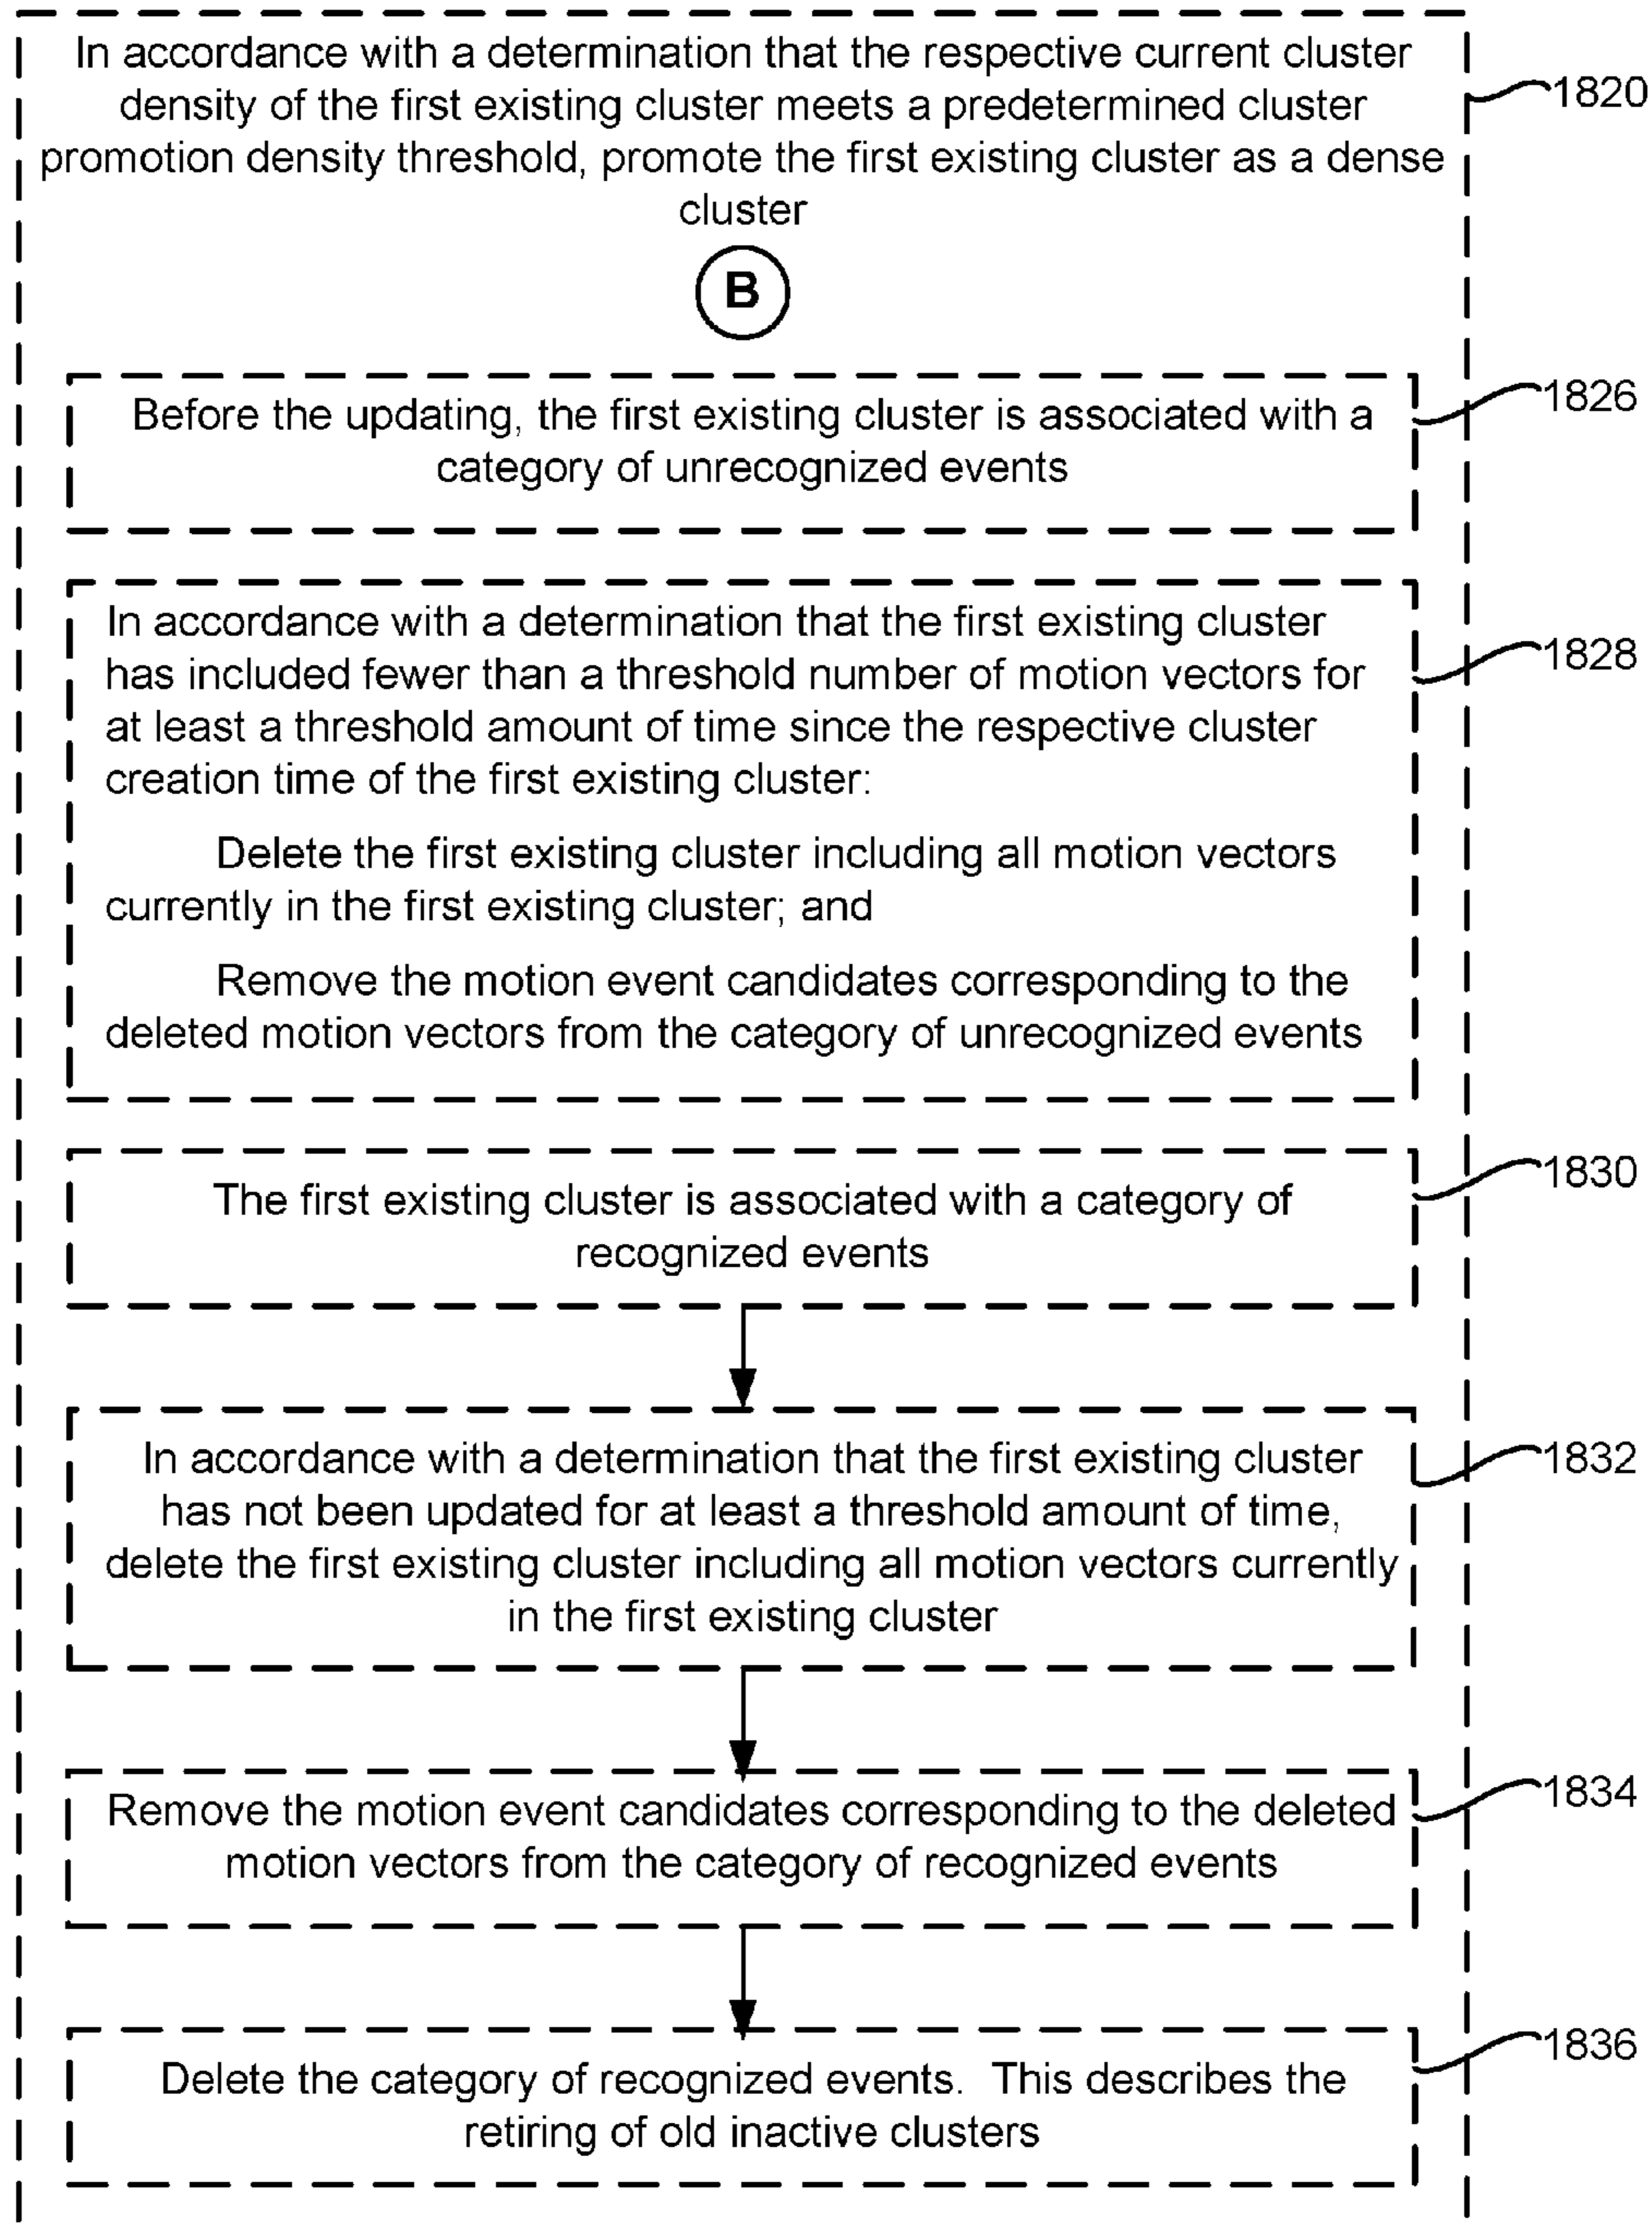 In accordance with a determination that the respective current cluster
density of the first existing cluster meets a predetermined cluster
promotion density threshold, promote the first existing cluster as a dense
cluster
1820
B
Before the updating, the first existing cluster is associated with a
category of unrecognized events
1826
In accordance with a determination that the first existing cluster
has included fewer than a threshold number of motion vectors for
at least a threshold amount of time since the respective cluster
creation time of the first existing cluster:
Delete the first existing cluster including all motion vectors
currently in the first existing cluster; and
Remove the motion event candidates corresponding to the
deleted motion vectors from the category of unrecognized events
1828
The first existing cluster is associated with a category of
recognized events
1830
In accordance with a determination that the first existing cluster
has not been updated for at least a threshold amount of time,
delete the first existing cluster including all motion vectors currently
in the first existing cluster
1832
Remove the motion event candidates corresponding to the deleted
motion vectors from the category of recognized events
1834
Delete the category of recognized events.  This describes the
retiring of old inactive clusters
1836